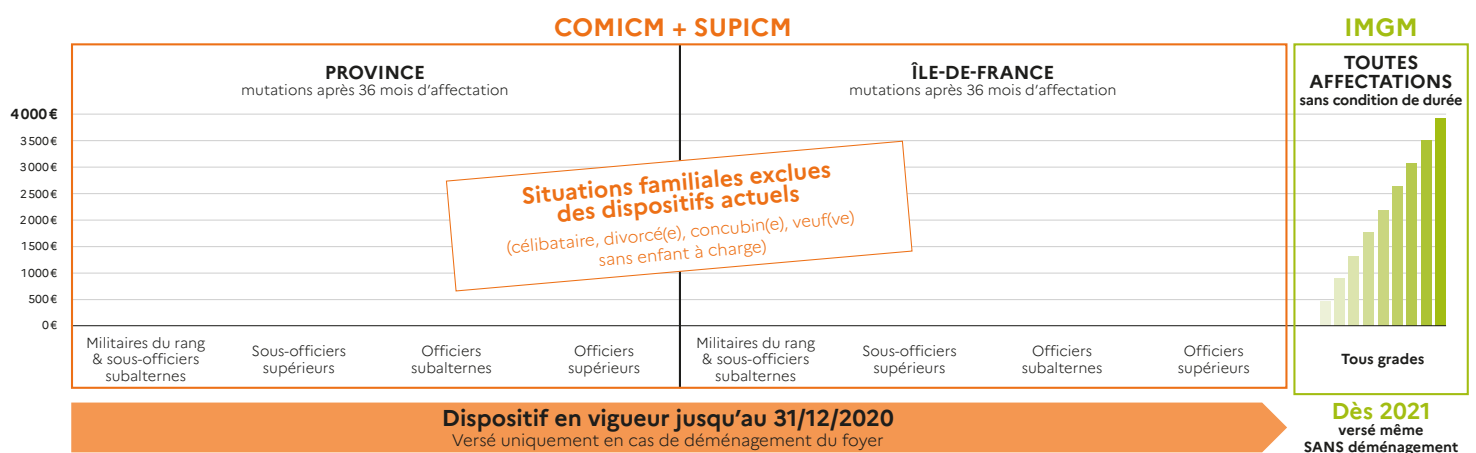 COMICM + SUPICM
IMGM
PROVINCE
mutations après 36 mois d'affectation
ÎLE-DE-FRANCE
mutations après 36 mois d'affectation
TOUTES
AFFECTATIONS
sans condition de durée
4000 €
3500 €
3000 €
2500 €
2000 €
1500 €
1000 €
500 €
0 €
Situations familiales exclues
des dispositifs actuels
(célibataire, divorcé(e), concubin(e), veuf(ve)
sans enfant à charge)
Militaires du rang
& sous-officiers
subalternes
Sous-officiers
supérieurs
Officiers
subalternes
Officiers
supérieurs
Militaires du rang
& sous-officiers
subalternes
Sous-officiers
supérieurs
Officiers
subalternes
Officiers
supérieurs
Tous grades
Dispositif en vigueur jusqu'au 31/12/2020
Versé uniquement en cas de déménagement du foyer
Dès 2021
versé même
SANS déménagement